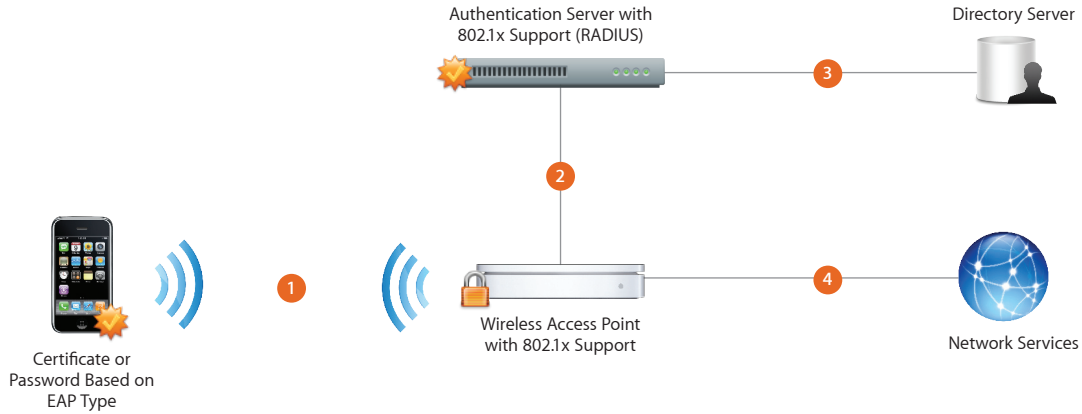 Authentication Server with
802.1x Support (RADIUS)
Directory Server
3
2
1
4
Wireless Access Point
with 802.1x Support
Network Services
Certificate or
Password Based on
EAP Type